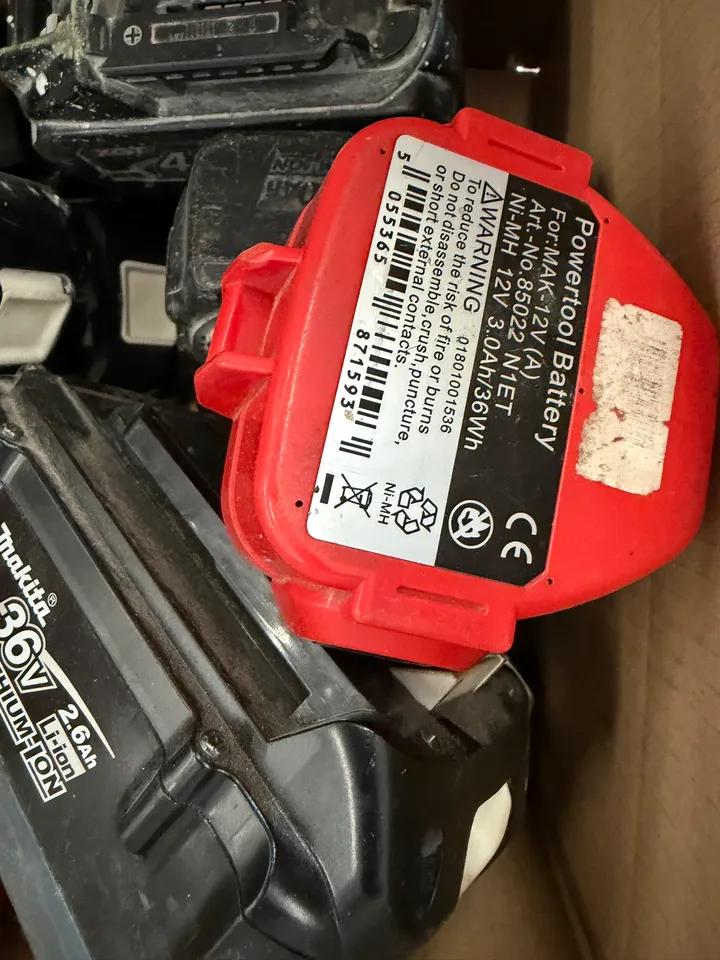 Powertool Battery
For:MAK-12V(A)
Art.-No.85022 N1ET
Ni-MH 12V 3.0Ah/36Wh
⚠WARNING 01801001536
To reduce the risk of fire or burns
Do not disassemble,crush,puncture,
or short external contacts.
5 055365 871593
Ni-MH
CE
makita®
36V
2.6Ah
Li-ion
LITHIUM-ION